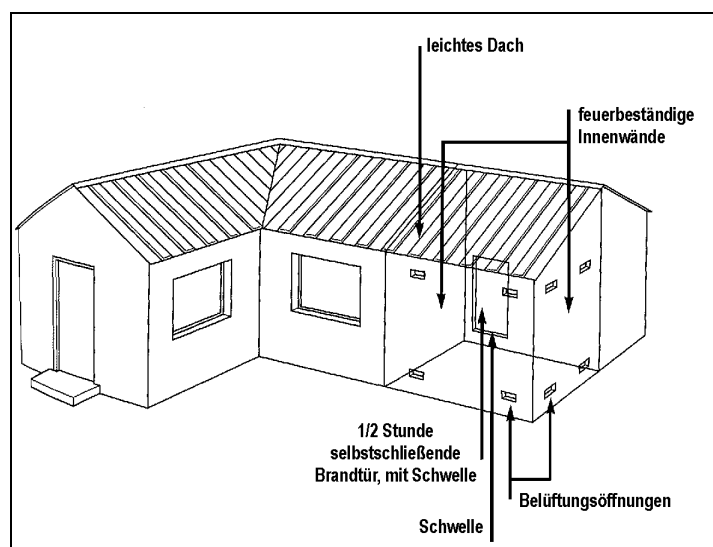 leichtes Dach
feuerbeständige
Innenwände
1/2 Stunde
selbstschließende
Brandtür, mit Schwelle
Belüftungsöffnungen
Schwelle